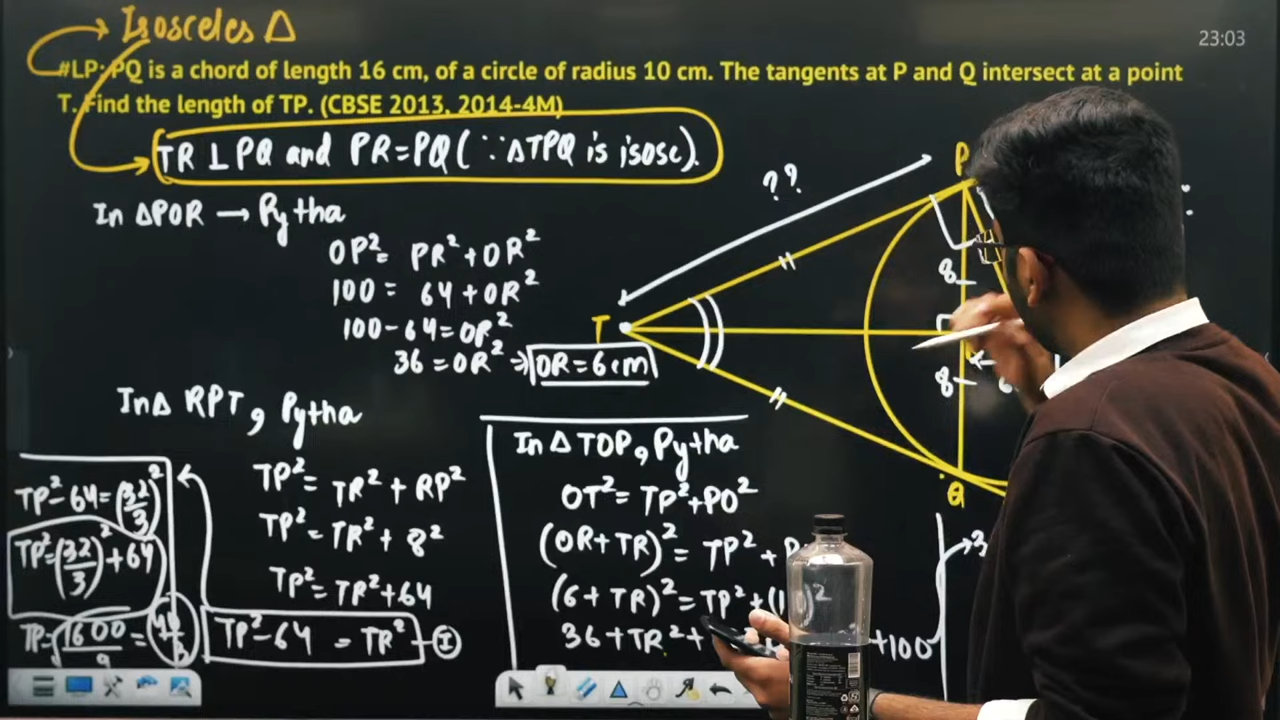 Isosceles Δ
23:03
#LP: PQ is a chord of length 16 cm, of a circle of radius 10 cm. The tangents at P and Q intersect at a point
T. Find the length of TP. (CBSE 2013, 2014-4M)
TR ⊥ PQ and PR=PQ (∵ ΔTPQ is isosc).
In ΔPOR → Pytha
OP²= PR²+OR²
100 = 64+OR²
100-64=OR²
36 =OR² ⇒ OR=6cm
P
??
8
T
8
Q
In Δ RPT, Pytha
TP²= TR²+RP²
TP²= TR²+8²
TP²= TR²+64
TP²-64 = TR² -(I)
TP²-64=(32/3)²
TP²=(32/3)²+64
TP=√1600/9 = 40/3
In Δ TOP, Pytha
OT²=TP²+PO²
(OR+TR)²= TP²+
(6+TR)²=TP²+
36+TR²+
+100